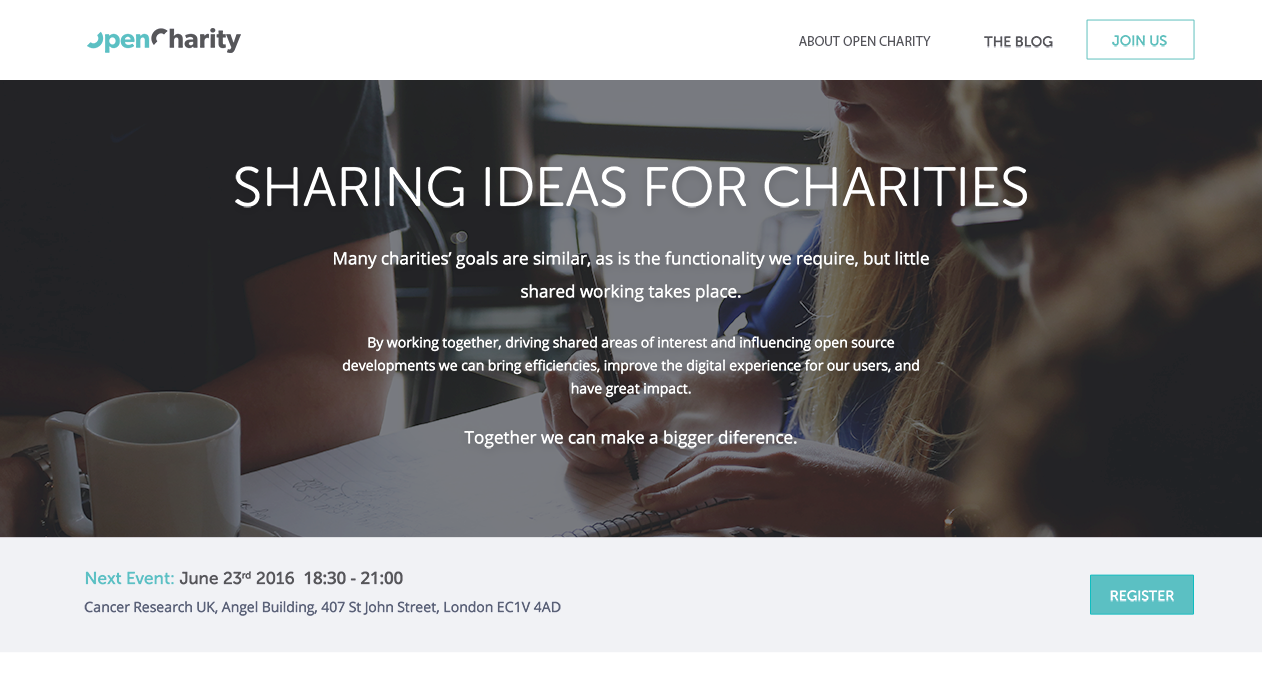 OpenCharity
ABOUT OPEN CHARITY
THE BLOG
JOIN US
SHARING IDEAS FOR CHARITIES
Many charities’ goals are similar, as is the functionality we require, but little
shared working takes place.
By working together, driving shared areas of interest and influencing open source
developments we can bring efficiencies, improve the digital experience for our users, and
have great impact.
Together we can make a bigger diference.
Next Event: June 23rd 2016 18:30 - 21:00
Cancer Research UK, Angel Building, 407 St John Street, London EC1V 4AD
REGISTER